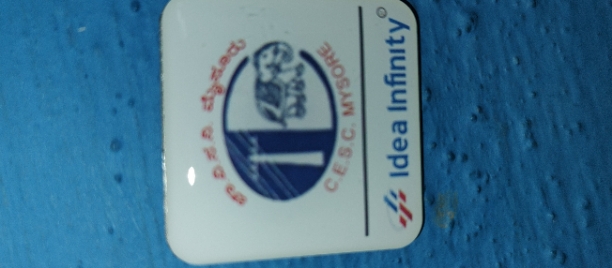 ಚಾ.ವಿ.ಸ.ನಿ. ಮೈಸೂರು
C.E.S.C. MYSORE
Idea Infinity